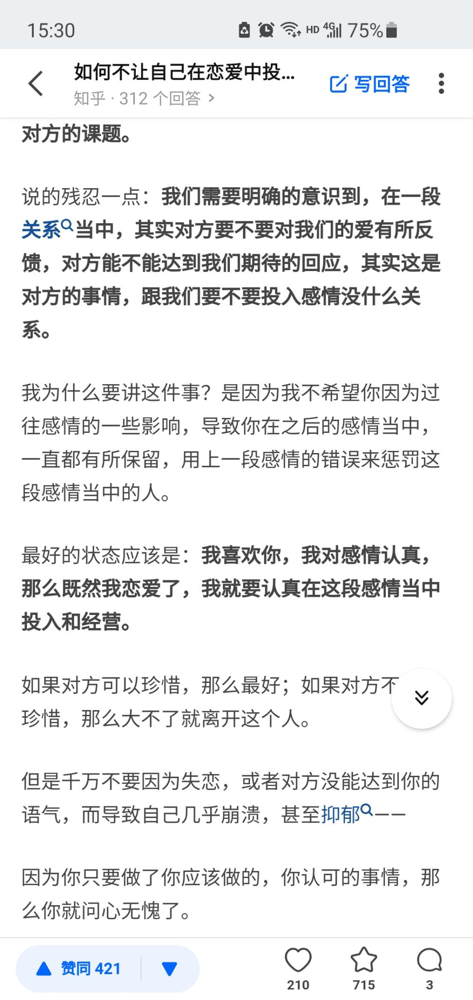 15:30
HD 4G 75%
如何不让自己在恋爱中投...
知乎 · 312 个回答 >
写回答
对方的课题。
说的残忍一点：我们需要明确的意识到，在一段
关系当中，其实对方要不要对我们的爱有所反
馈，对方能不能达到我们期待的回应，其实这是
对方的事情，跟我们要不要投入感情没什么关
系。
我为什么要讲这件事？是因为我不希望你因为过
往感情的一些影响，导致你在之后的感情当中，
一直都有所保留，用上一段感情的错误来惩罚这
段感情当中的人。
最好的状态应该是：我喜欢你，我对感情认真，
那么既然我恋爱了，我就要认真在这段感情当中
投入和经营。
如果对方可以珍惜，那么最好；如果对方不
珍惜，那么大不了就离开这个人。
但是千万不要因为失恋，或者对方没能达到你的
语气，而导致自己几乎崩溃，甚至抑郁——
因为你只要做了你应该做的，你认可的事情，那
么你就问心无愧了。
赞同 421
210
715
3